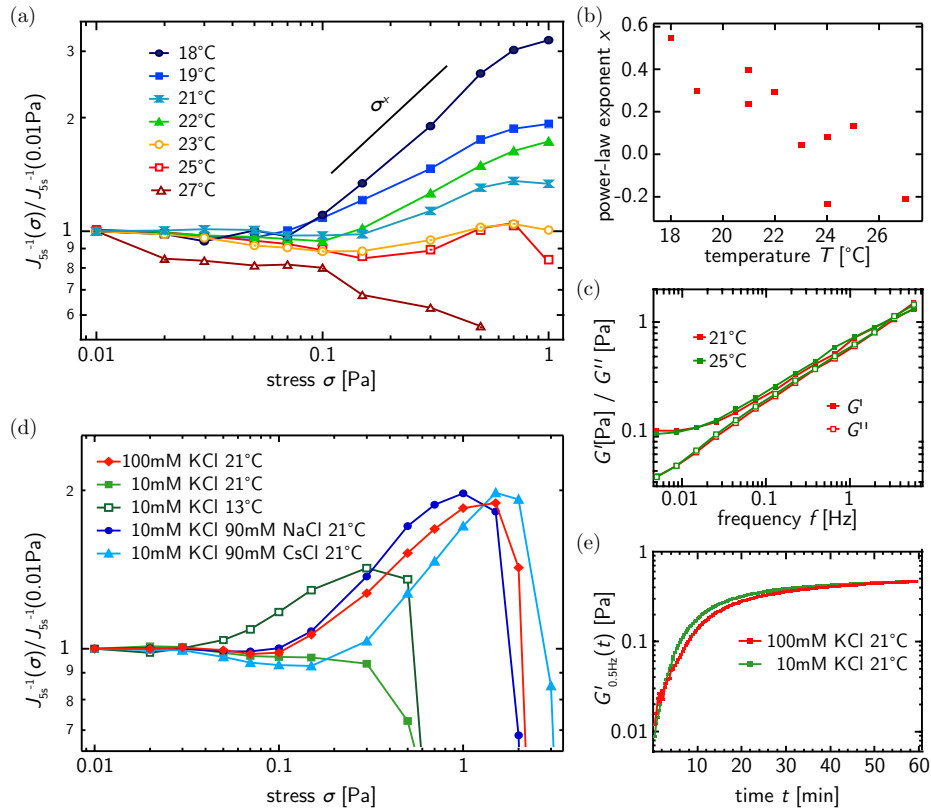 (a)
J5s⁻¹(σ)/J5s⁻¹(0.01Pa)
3
2
1
9
8
7
6
18°C
19°C
21°C
22°C
23°C
25°C
27°C
σˣ
0.01
0.1
1
stress σ [Pa]
(b)
power-law exponent x
0.6
0.4
0.2
0.0
-0.2
18
20
22
24
26
temperature T [°C]
(c)
G'[Pa] / G'' [Pa]
1
0.1
21°C
25°C
G'
G''
0.01
0.1
1
frequency f [Hz]
(d)
J5s⁻¹(σ)/J5s⁻¹(0.01Pa)
2
1
9
8
7
100mM KCl 21°C
10mM KCl 21°C
10mM KCl 13°C
10mM KCl 90mM NaCl 21°C
10mM KCl 90mM CsCl 21°C
0.01
0.1
1
stress σ [Pa]
(e)
G'0.5Hz(t) [Pa]
1
0.1
0.01
100mM KCl 21°C
10mM KCl 21°C
10
20
30
40
50
60
time t [min]